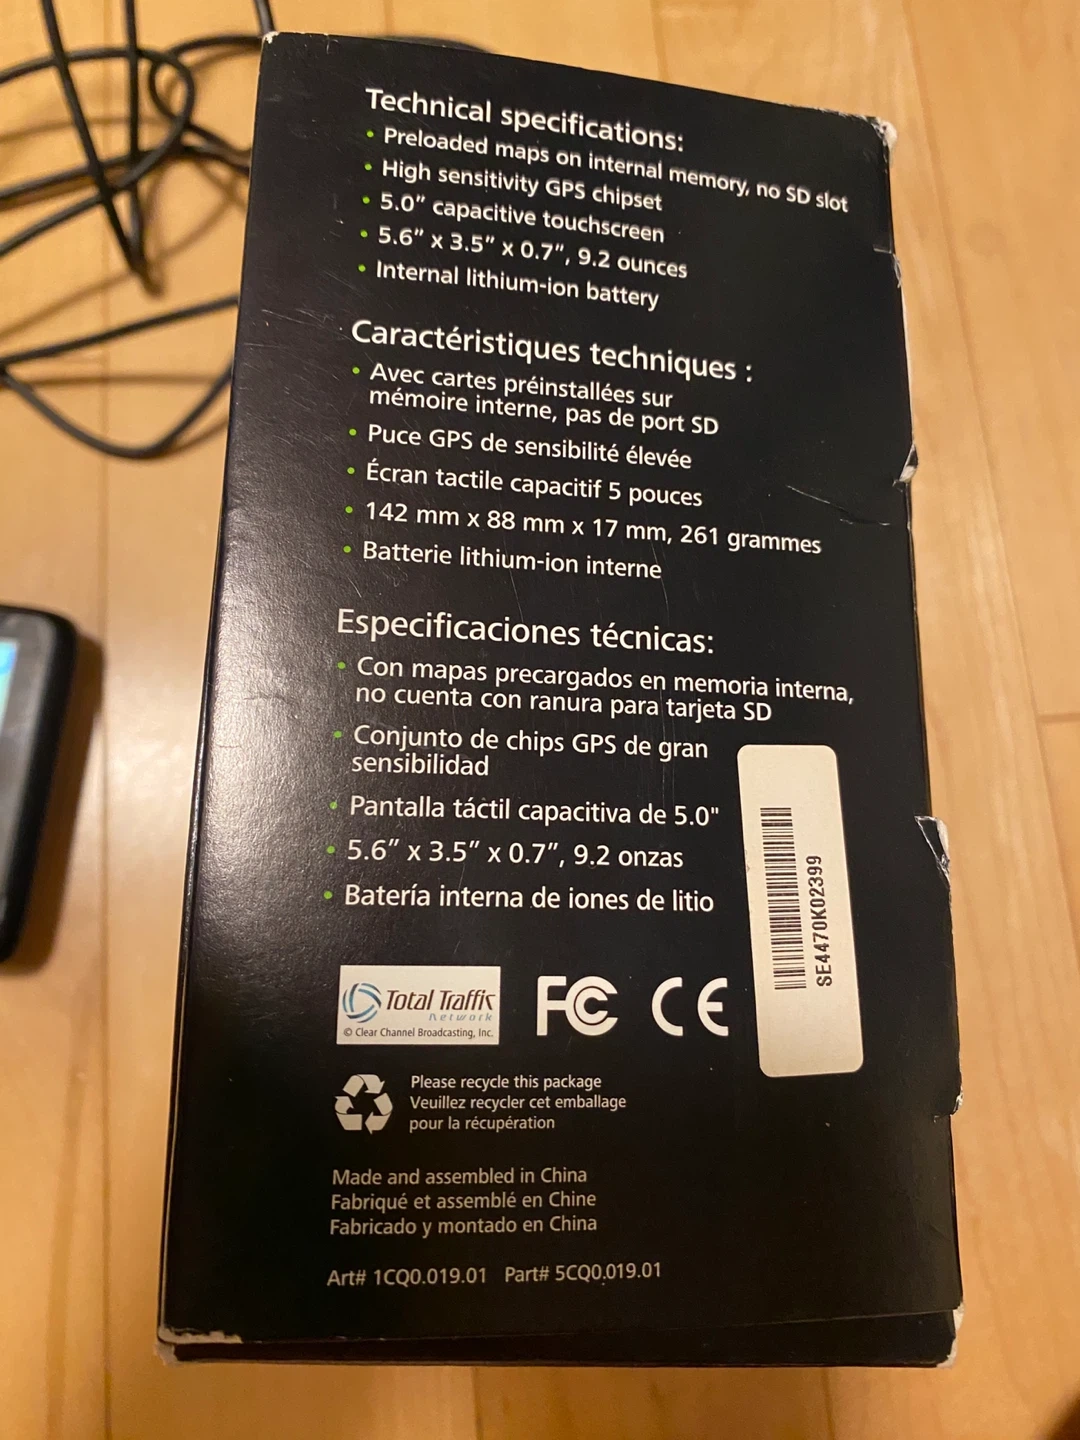 Technical specifications:
• Preloaded maps on internal memory, no SD slot
• High sensitivity GPS chipset
• 5.0" capacitive touchscreen
• 5.6" x 3.5" x 0.7", 9.2 ounces
• Internal lithium-ion battery
Caractéristiques techniques :
• Avec cartes préinstallées sur
mémoire interne, pas de port SD
• Puce GPS de sensibilité élevée
• Écran tactile capacitif 5 pouces
• 142 mm x 88 mm x 17 mm, 261 grammes
• Batterie lithium-ion interne
Especificaciones técnicas:
• Con mapas precargados en memoria interna,
no cuenta con ranura para tarjeta SD
• Conjunto de chips GPS de gran
sensibilidad
• Pantalla táctil capacitiva de 5.0"
• 5.6" x 3.5" x 0.7", 9.2 onzas
• Batería interna de iones de litio
SE4470K02399
Total Traffic
Network
© Clear Channel Broadcasting, Inc.
FC CE
Please recycle this package
Veuillez recycler cet emballage
pour la récupération
Made and assembled in China
Fabriqué et assemblé en Chine
Fabricado y montado en China
Art# 1CQ0.019.01 Part# 5CQ0.019.01